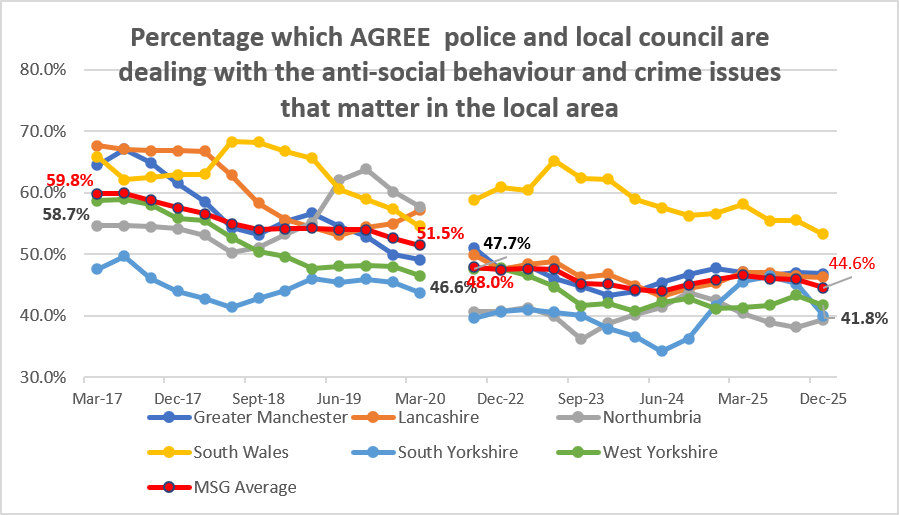 Percentage which AGREE  police and local council are
dealing with the anti-social behaviour and crime issues
that matter in the local area
80.0%
70.0%
60.0%
50.0%
40.0%
30.0%
59.8%
58.7%
51.5%
46.6%
47.7%
48.0%
44.6%
41.8%
Mar-17 Dec-17 Sept-18 Jun-19 Mar-20 Dec-22 Sep-23 Jun-24 Mar-25 Dec-25
Greater Manchester Lancashire Northumbria
South Wales South Yorkshire West Yorkshire
MSG Average